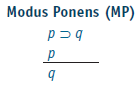 Modus Ponens (MP)
p ⊃ q
p
q